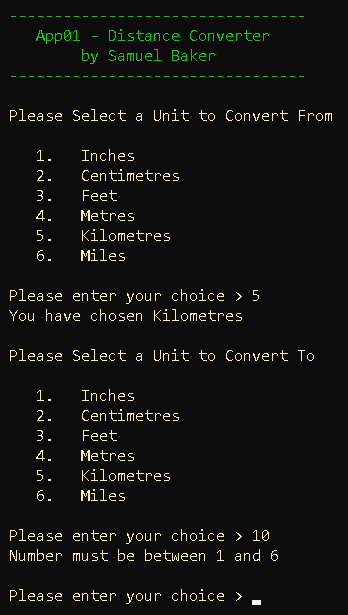 ---------------------------------
App01 - Distance Converter
by Samuel Baker
---------------------------------
Please Select a Unit to Convert From
1. Inches
2. Centimetres
3. Feet
4. Metres
5. Kilometres
6. Miles
Please enter your choice > 5
You have chosen Kilometres
Please Select a Unit to Convert To
1. Inches
2. Centimetres
3. Feet
4. Metres
5. Kilometres
6. Miles
Please enter your choice > 10
Number must be between 1 and 6
Please enter your choice >